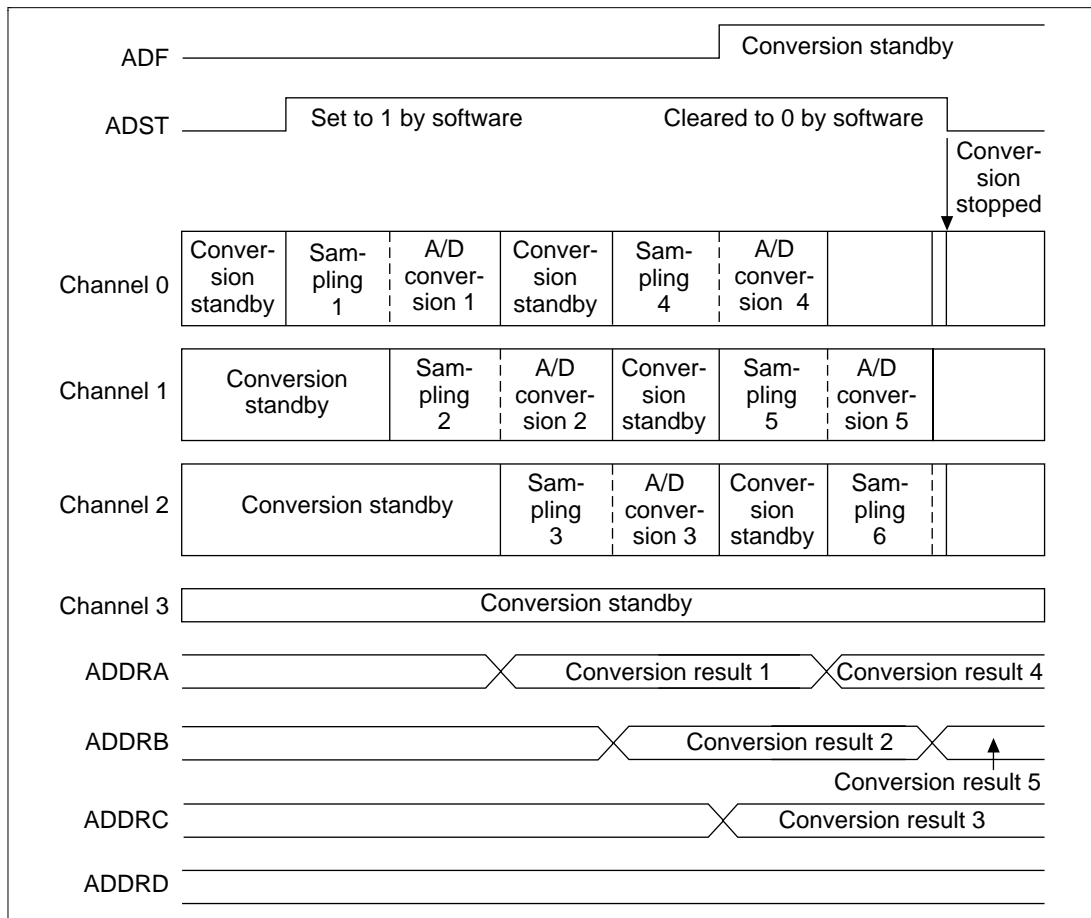 ADF
Conversion standby
ADST
Set to 1 by software
Cleared to 0 by software
Conver-
sion
stopped
Channel 0
Conver-
sion
standby
Sam-
pling
1
A/D
conver-
sion 1
Conver-
sion
standby
Sam-
pling
4
A/D
conver-
sion 4
Channel 1
Conversion
standby
Sam-
pling
2
A/D
conver-
sion 2
Conver-
sion
standby
Sam-
pling
5
A/D
conver-
sion 5
Channel 2
Conversion standby
Sam-
pling
3
A/D
conver-
sion 3
Conver-
sion
standby
Sam-
pling
6
Channel 3
Conversion standby
ADDRA
Conversion result 1
Conversion result 4
ADDRB
Conversion result 2
Conversion result 5
ADDRC
Conversion result 3
ADDRD